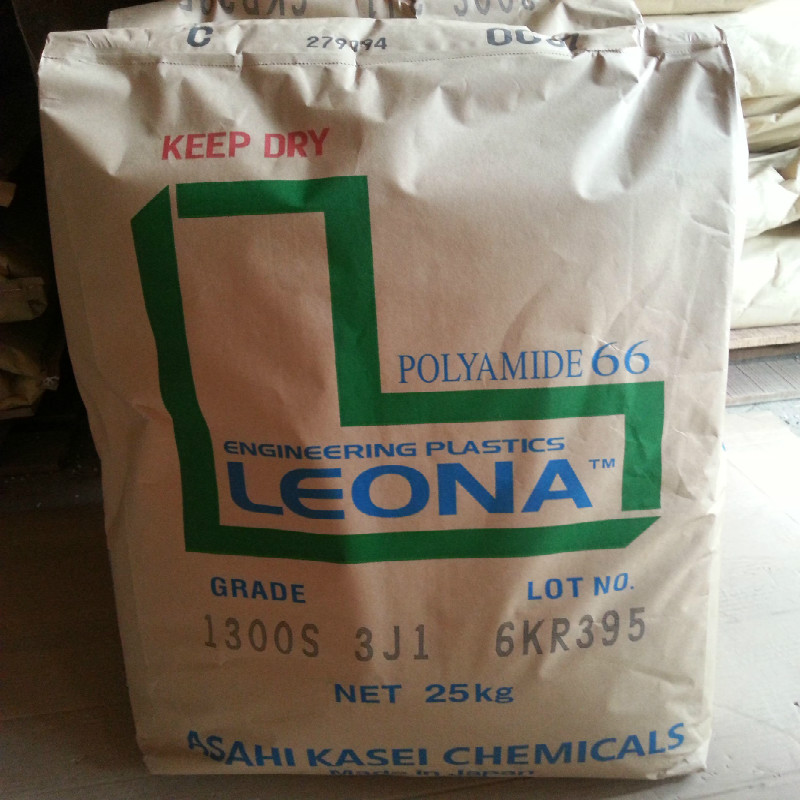 279094
KEEP DRY
POLYAMIDE 66
ENGINEERING PLASTICS
LEONA™
GRADE LOT NO.
1300S 3J1 6KR395
NET 25kg
ASAHI KASEI CHEMICALS
Made in Japan